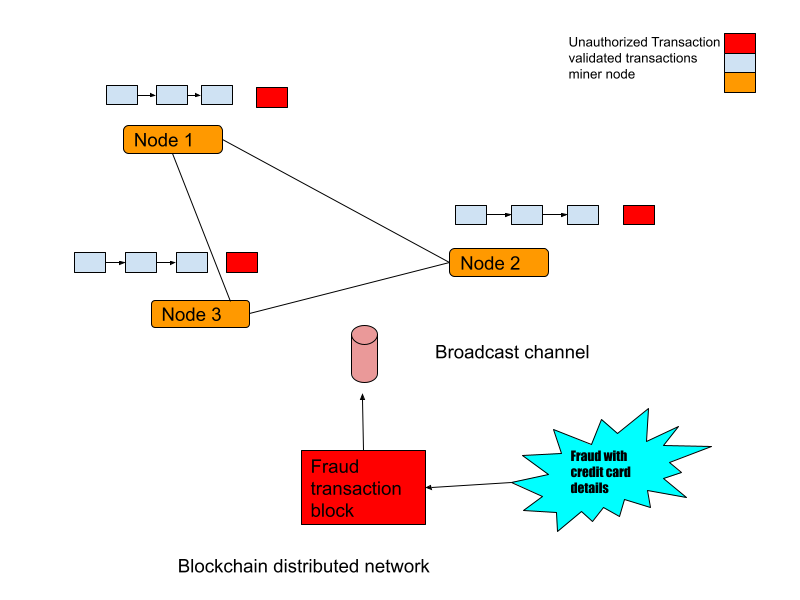 Unauthorized Transaction
validated transactions
miner node
Node 1
Node 2
Node 3
Broadcast channel
Fraud with
credit card
details
Fraud
transaction
block
Blockchain distributed network